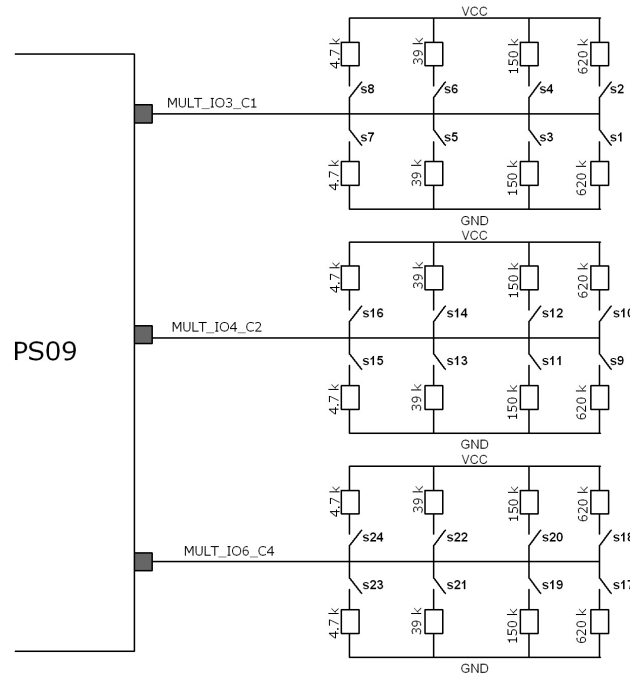 VCC
4.7 k
39 k
150 k
620 k
s8
s6
s4
s2
MULT_IO3_C1
s7
s5
s3
s1
4.7 k
39 k
150 k
620 k
GND
VCC
4.7 k
39 k
150 k
620 k
s16
s14
s12
s10
MULT_IO4_C2
PS09
s15
s13
s11
s9
4.7 k
39 k
150 k
620 k
GND
VCC
4.7 k
39 k
150 k
620 k
s24
s22
s20
s18
MULT_IO6_C4
s23
s21
s19
s17
4.7 k
39 k
150 k
620 k
GND